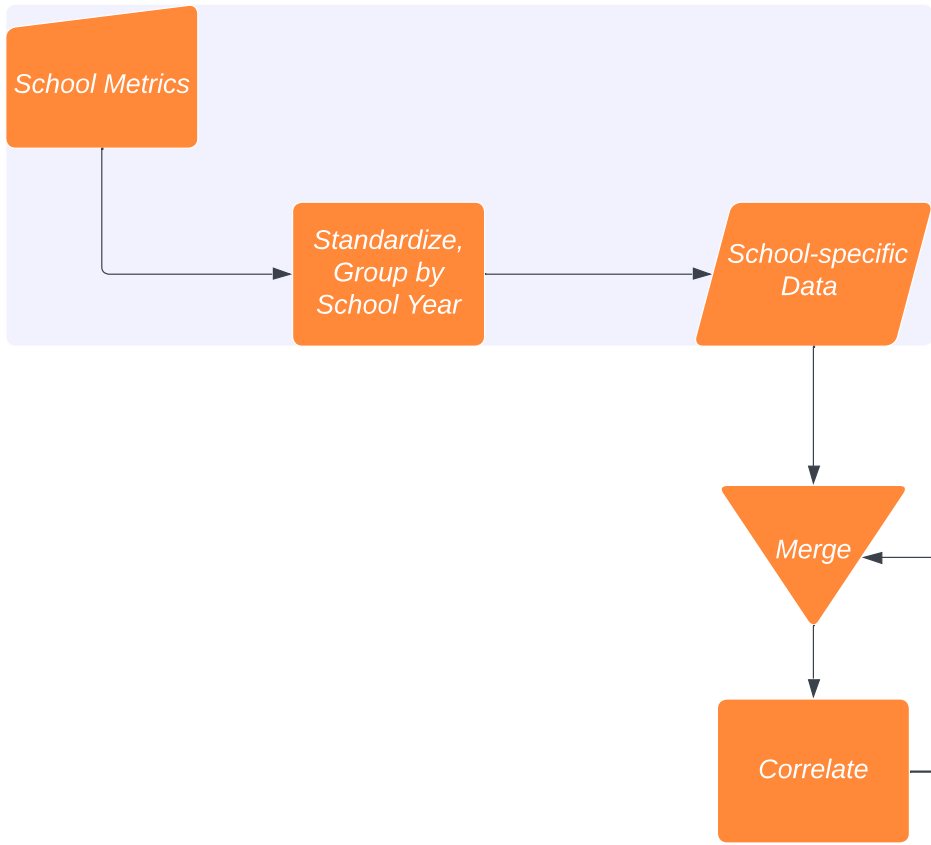 School Metrics
Standardize,
Group by
School Year
School-specific
Data
Merge
Correlate